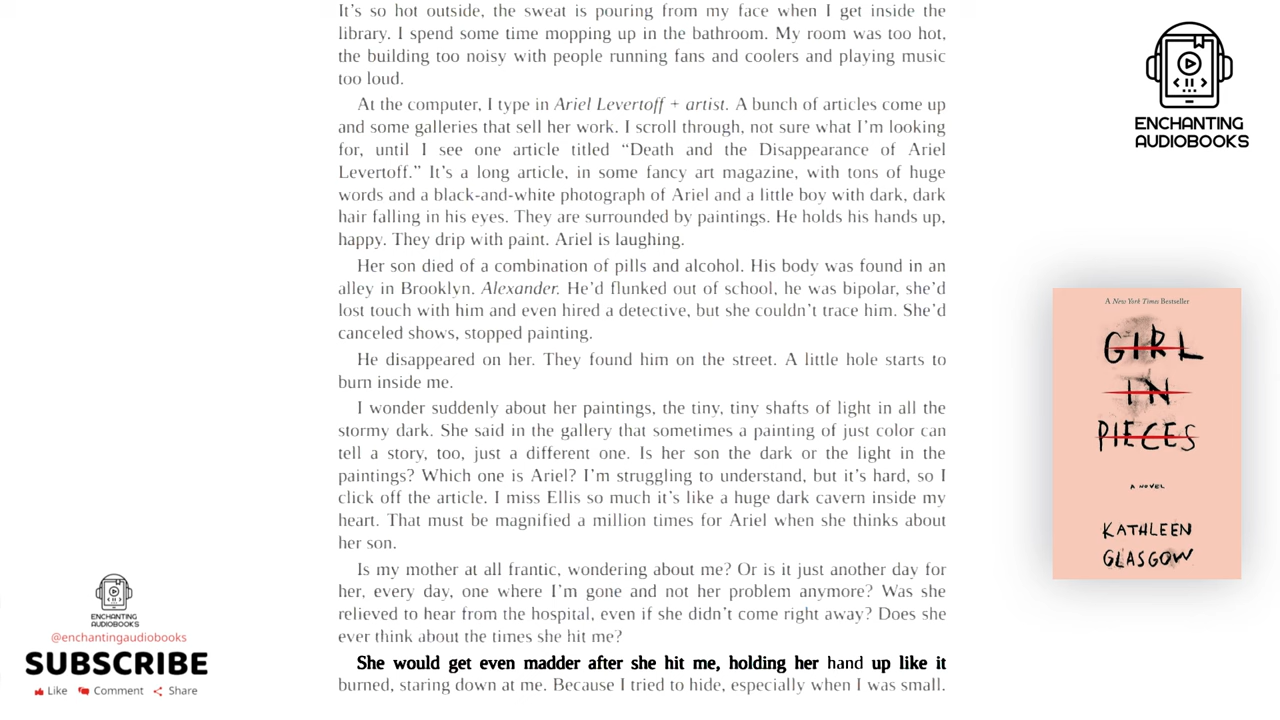 It's so hot outside, the sweat is pouring from my face when I get inside the
library. I spend some time mopping up in the bathroom. My room was too hot,
the building too noisy with people running fans and coolers and playing music
too loud.
At the computer, I type in Ariel Levertoff + artist. A bunch of articles come up
and some galleries that sell her work. I scroll through, not sure what I'm looking
for, until I see one article titled “Death and the Disappearance of Ariel
Levertoff.” It's a long article, in some fancy art magazine, with tons of huge
words and a black-and-white photograph of Ariel and a little boy with dark, dark
hair falling in his eyes. They are surrounded by paintings. He holds his hands up,
happy. They drip with paint. Ariel is laughing.
Her son died of a combination of pills and alcohol. His body was found in an
alley in Brooklyn. Alexander. He'd flunked out of school, he was bipolar, she'd
lost touch with him and even hired a detective, but she couldn't trace him. She'd
canceled shows, stopped painting.
He disappeared on her. They found him on the street. A little hole starts to
burn inside me.
I wonder suddenly about her paintings, the tiny, tiny shafts of light in all the
stormy dark. She said in the gallery that sometimes a painting of just color can
tell a story, too, just a different one. Is her son the dark or the light in the
paintings? Which one is Ariel? I'm struggling to understand, but it's hard, so I
click off the article. I miss Ellis so much it's like a huge dark cavern inside my
heart. That must be magnified a million times for Ariel when she thinks about
her son.
Is my mother at all frantic, wondering about me? Or is it just another day for
her, every day, one where I'm gone and not her problem anymore? Was she
relieved to hear from the hospital, even if she didn't come right away? Does she
ever think about the times she hit me?
She would get even madder after she hit me, holding her hand up like it
burned, staring down at me. Because I tried to hide, especially when I was small.
ENCHANTING
AUDIOBOOKS
A New York Times Bestseller
GIRL
IN
PIECES
A NOVEL
KATHLEEN
GLASGOW
ENCHANTING
AUDIOBOOKS
@enchantingaudiobooks
SUBSCRIBE
Like Comment Share